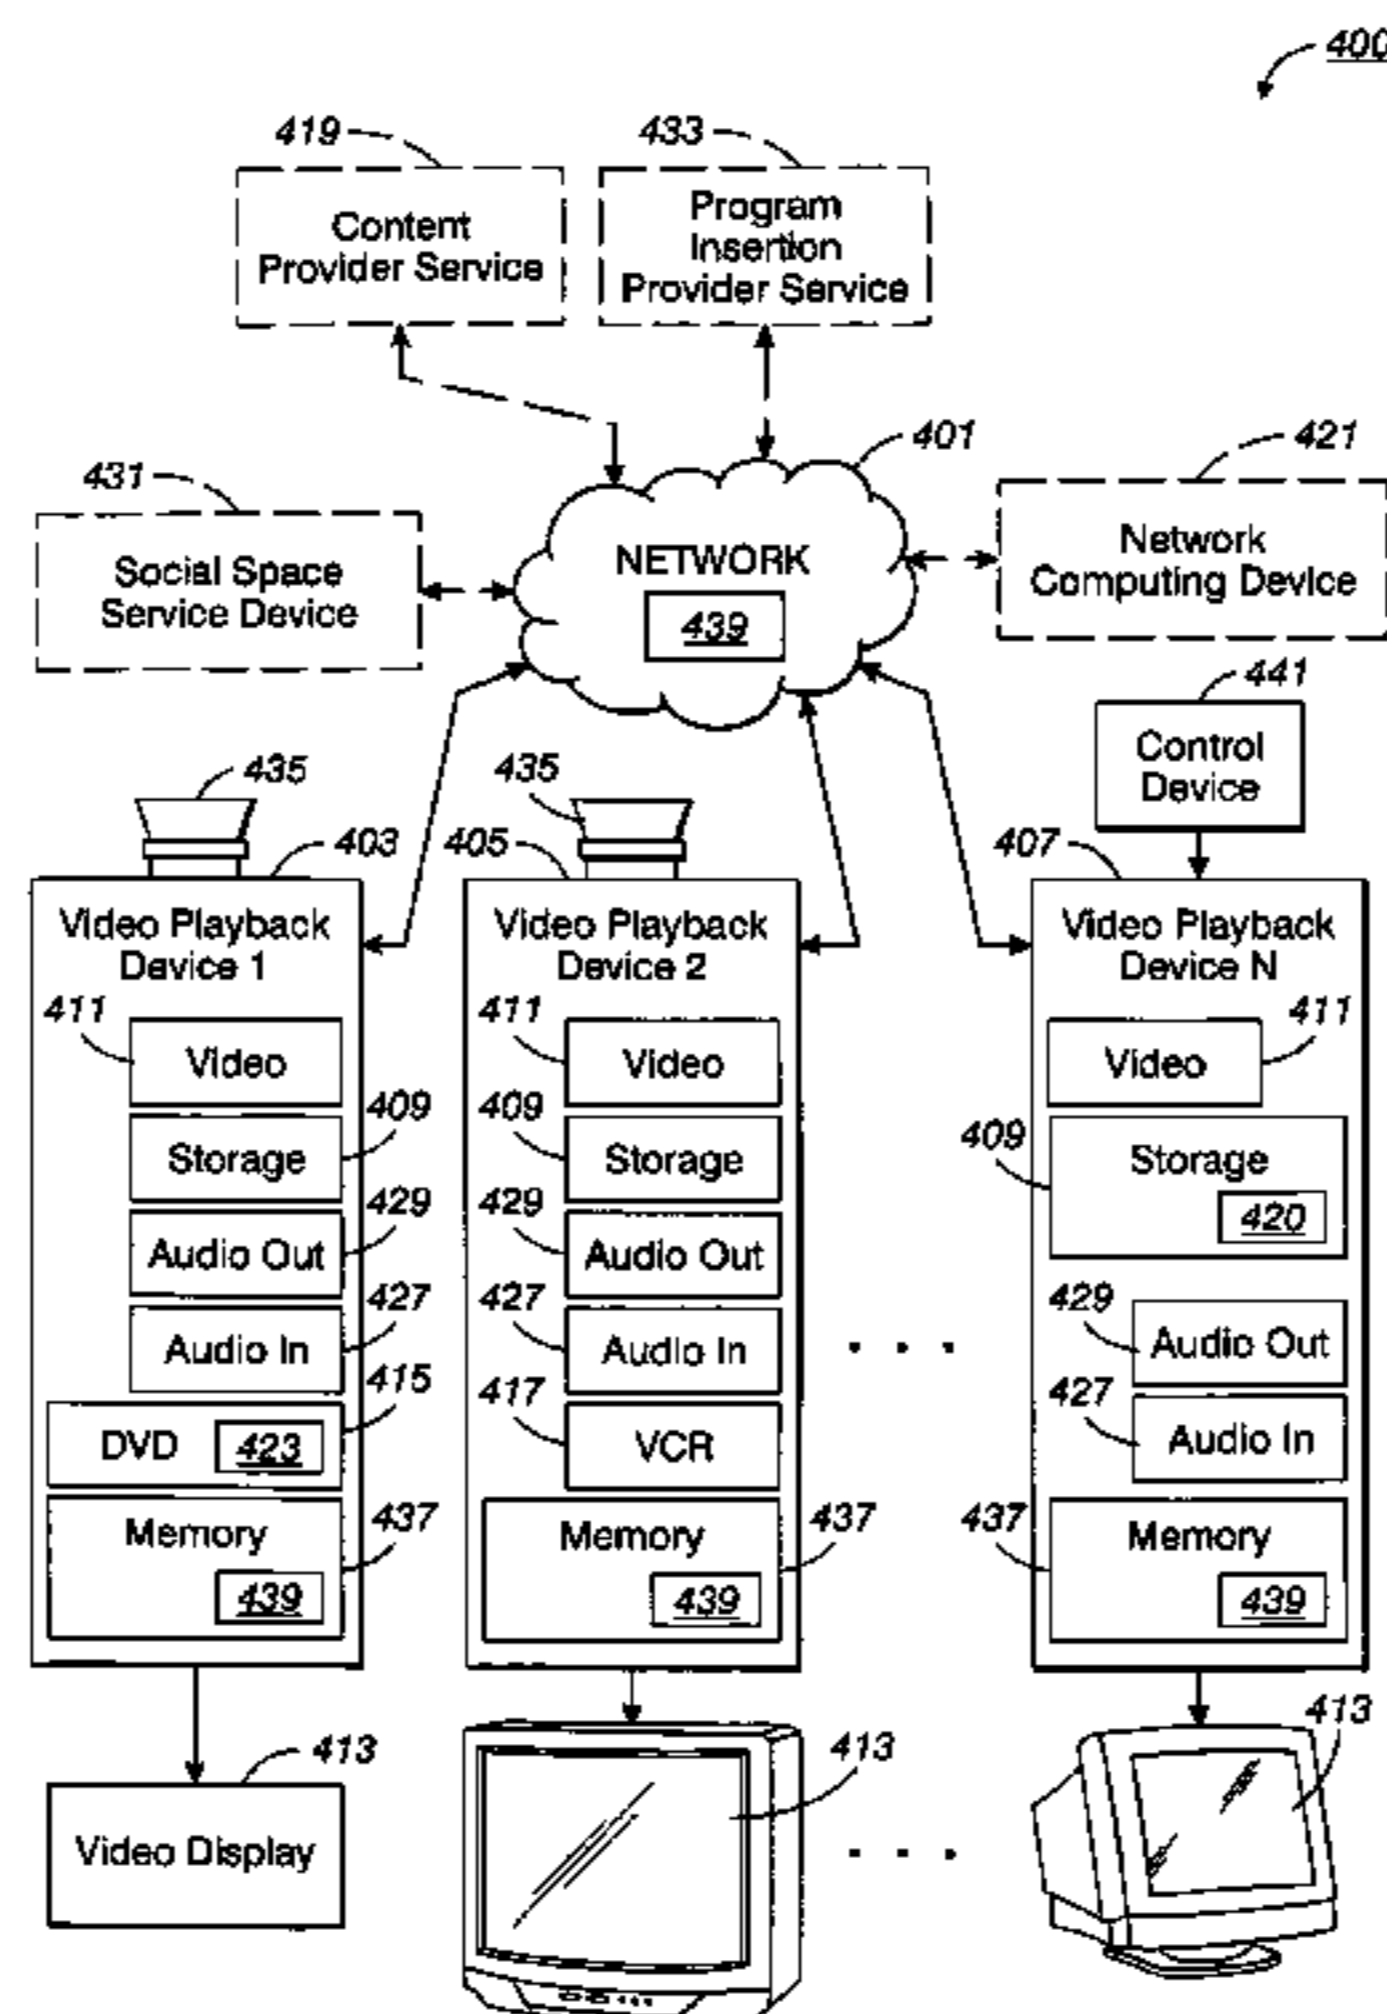 400
419
433
Content
Provider Service
Program
Insertion
Provider Service
401
421
431
Social Space
Service Device
NETWORK
439
Network
Computing Device
441
Control
Device
435
435
403
405
407
Video Playback
Device 1
411
Video
409
Storage
429
Audio Out
427
Audio In
415
DVD
423
Memory
437
439
Video Playback
Device 2
411
Video
409
Storage
429
Audio Out
427
Audio In
417
VCR
Memory
437
439
. . .
Video Playback
Device N
411
Video
409
Storage
420
429
Audio Out
427
Audio In
437
Memory
439
413
Video Display
413
. . .
413